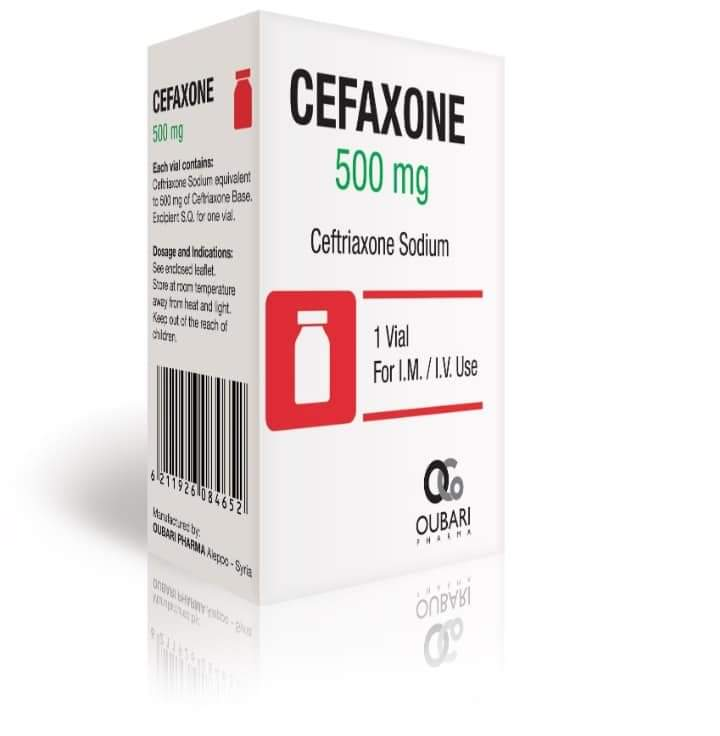 CEFAXONE
500 mg
Each vial contains:
Ceftriaxone Sodium equivalent
to 500 mg of Ceftriaxone Base.
Excipient S.Q. for one vial.
Dosage and Indications:
See enclosed leaflet.
Store at room temperature
away from heat and light.
Keep out of the reach of
children.
6 211926 084652
Manufactured by:
OUBARI PHARMA Aleppo - Syria
CEFAXONE
500 mg
Ceftriaxone Sodium
1 Vial
For I.M. / I.V. Use
OUBARI
PHARMA